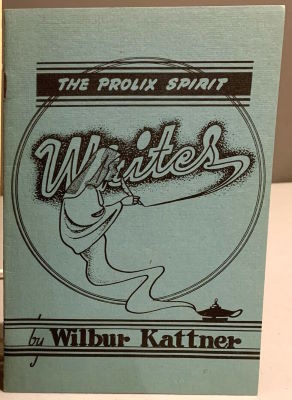 THE PROLIX SPIRIT
Writes
by Wilbur Kattner